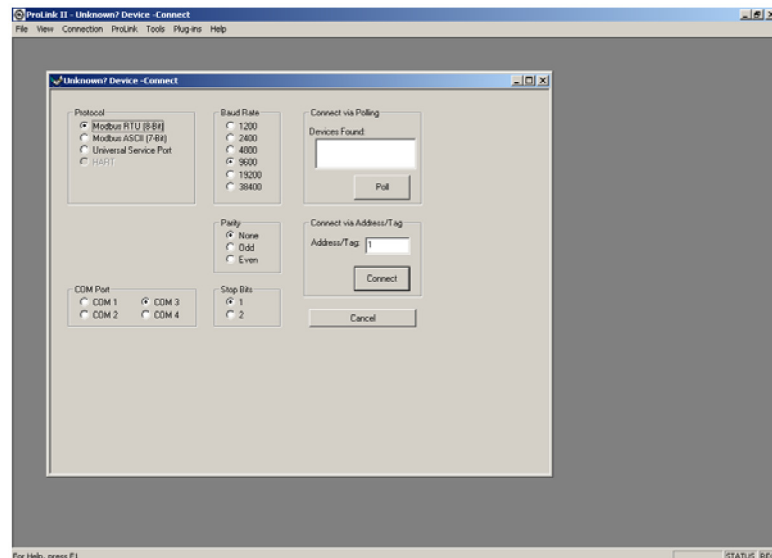 ProLink II - Unknown? Device -Connect
File View Connection ProLink Tools Plug-ins Help
Unknown? Device -Connect
Protocol
Modbus RTU (8-Bit)
Modbus ASCII (7-Bit)
Universal Service Port
HART
Baud Rate
1200
2400
4800
9600
19200
38400
Connect via Polling
Devices Found:
Poll
Parity
None
Odd
Even
Connect via Address/Tag
Address/Tag: 1
Connect
COM Port
COM 1 COM 3
COM 2 COM 4
Stop Bits
1
2
Cancel
For Help, press F1
STATUS